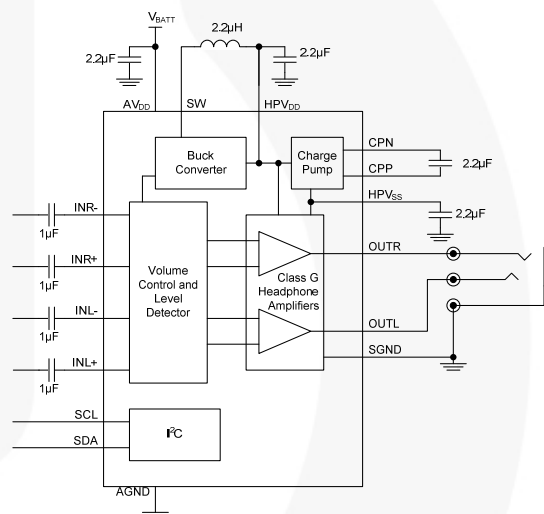 V_BATT
2.2µH
2.2µF
2.2µF
AV_DD
SW
HPV_DD
Buck
Converter
Charge
Pump
CPN
CPP
2.2µF
HPV_SS
2.2µF
INR-
1µF
INR+
1µF
INL-
1µF
INL+
1µF
Volume
Control and
Level
Detector
Class G
Headphone
Amplifiers
OUTR
OUTL
SGND
SCL
SDA
I²C
AGND